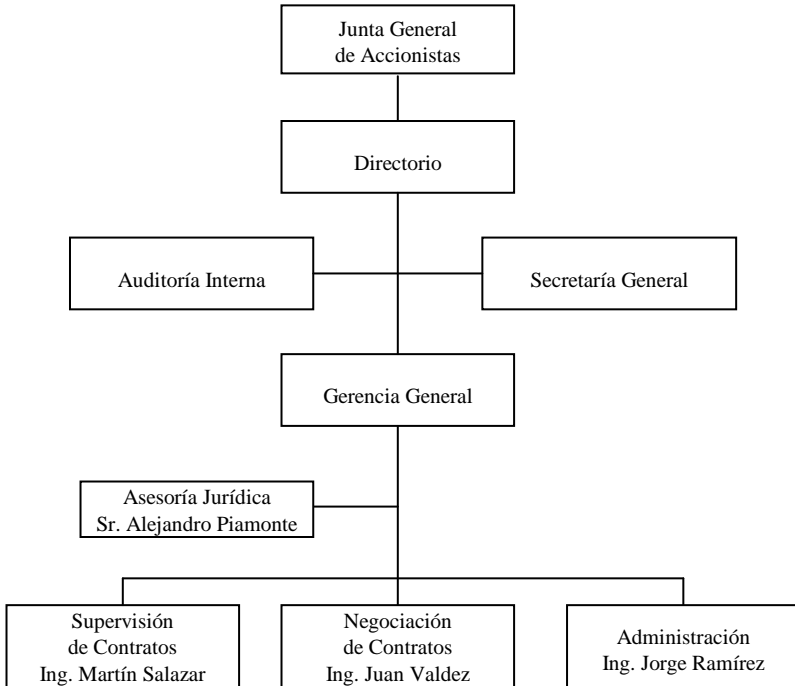 Junta General
de Accionistas
Directorio
Auditoría Interna
Secretaría General
Gerencia General
Asesoría Jurídica
Sr. Alejandro Piamonte
Supervisión
de Contratos
Ing. Martín Salazar
Negociación
de Contratos
Ing. Juan Valdez
Administración
Ing. Jorge Ramírez